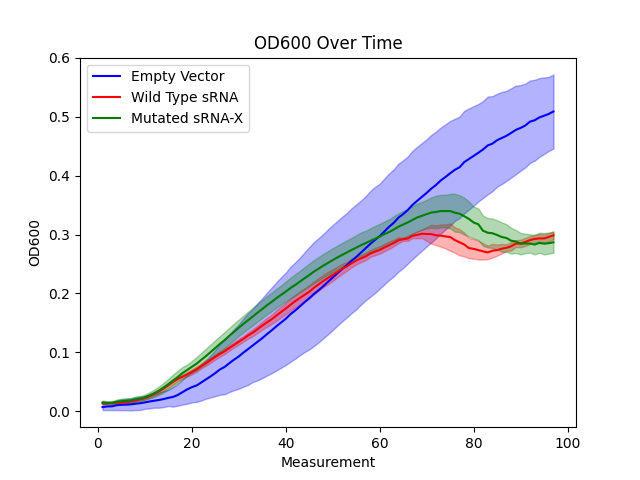 OD600 Over Time
Empty Vector
Wild Type sRNA
Mutated sRNA-X
OD600
0.6
0.5
0.4
0.3
0.2
0.1
0.0
0 20 40 60 80 100
Measurement